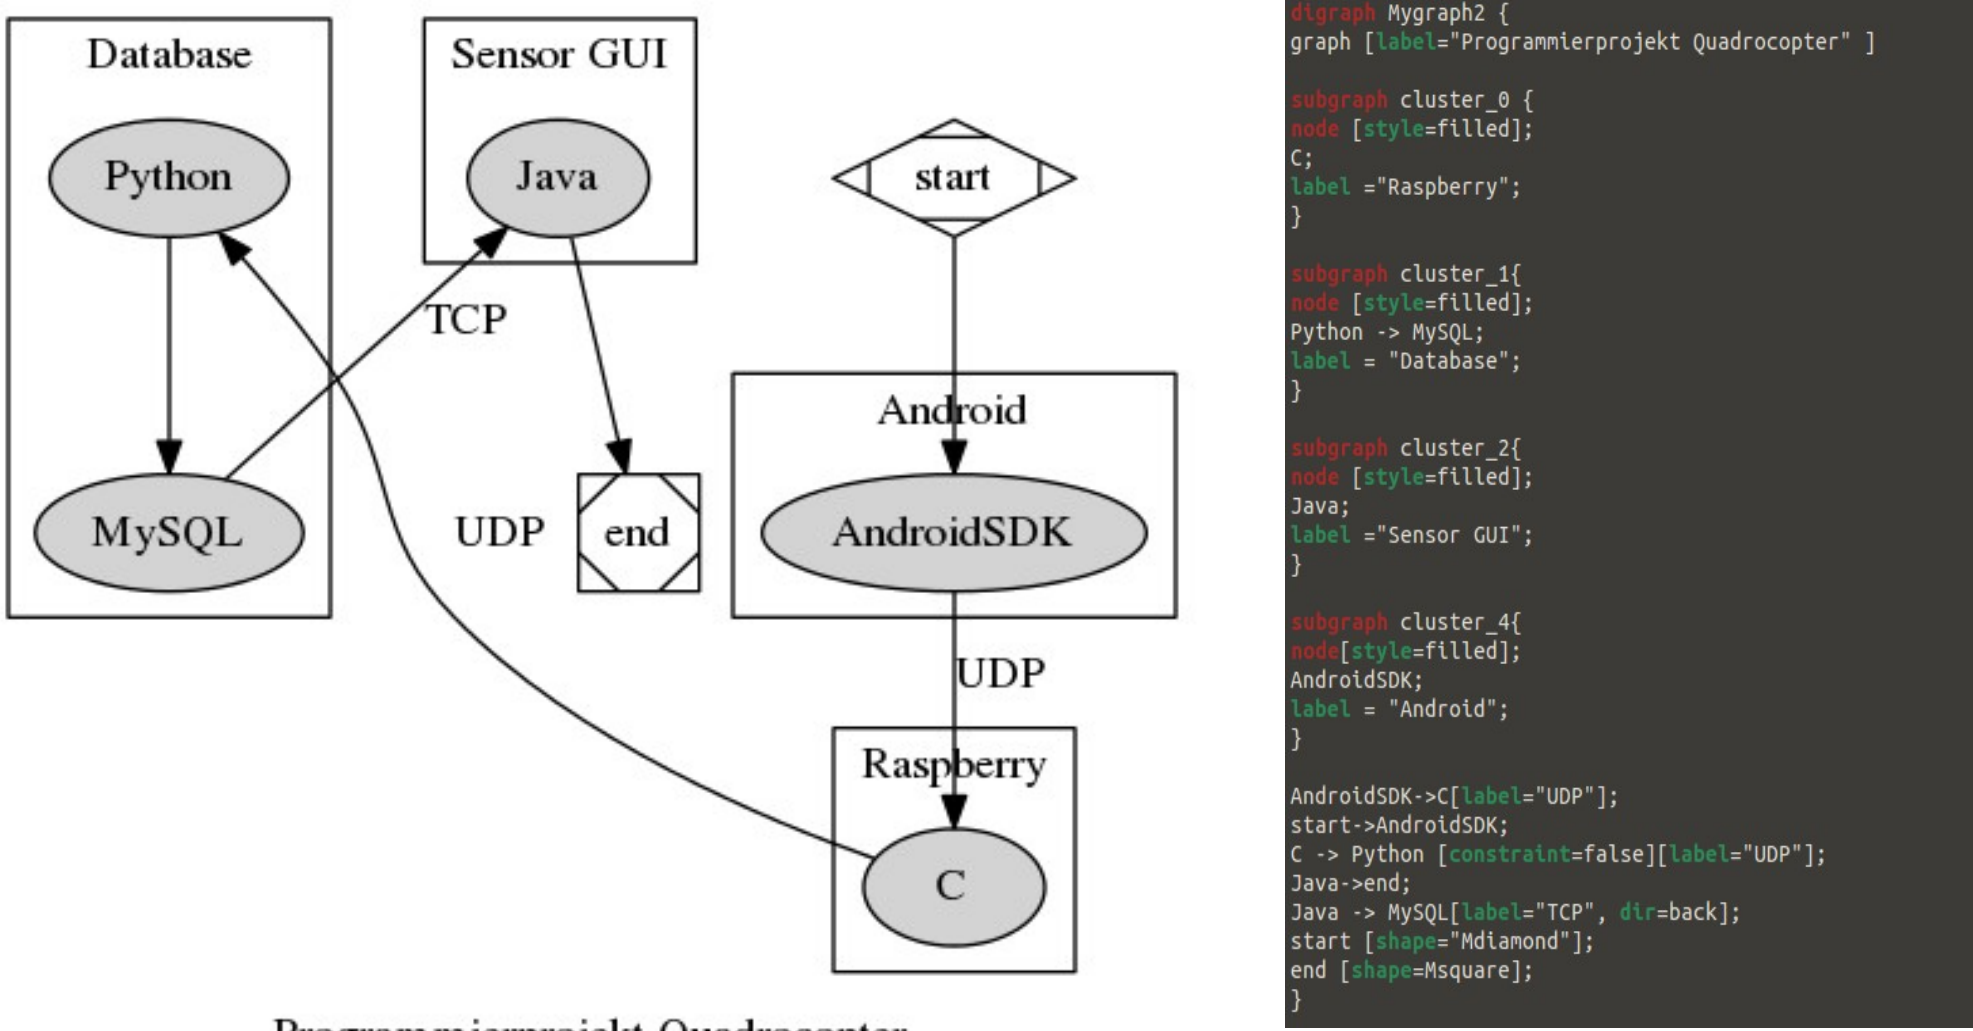 Database
Sensor GUI
Python
Java
start
TCP
Android
MySQL
UDP
end
AndroidSDK
UDP
Raspberry
C
Programmierprojekt Quadrocopter
digraph Mygraph2 {
graph [label="Programmierprojekt Quadrocopter" ]
subgraph cluster_0 {
node [style=filled];
C;
label ="Raspberry";
}
subgraph cluster_1{
node [style=filled];
Python -> MySQL;
label = "Database";
}
subgraph cluster_2{
node [style=filled];
Java;
label ="Sensor GUI";
}
subgraph cluster_4{
node[style=filled];
AndroidSDK;
label = "Android";
}
AndroidSDK->C[label="UDP"];
start->AndroidSDK;
C -> Python [constraint=false][label="UDP"];
Java->end;
Java -> MySQL[label="TCP", dir=back];
start [shape="Mdiamond"];
end [shape=Msquare];
}